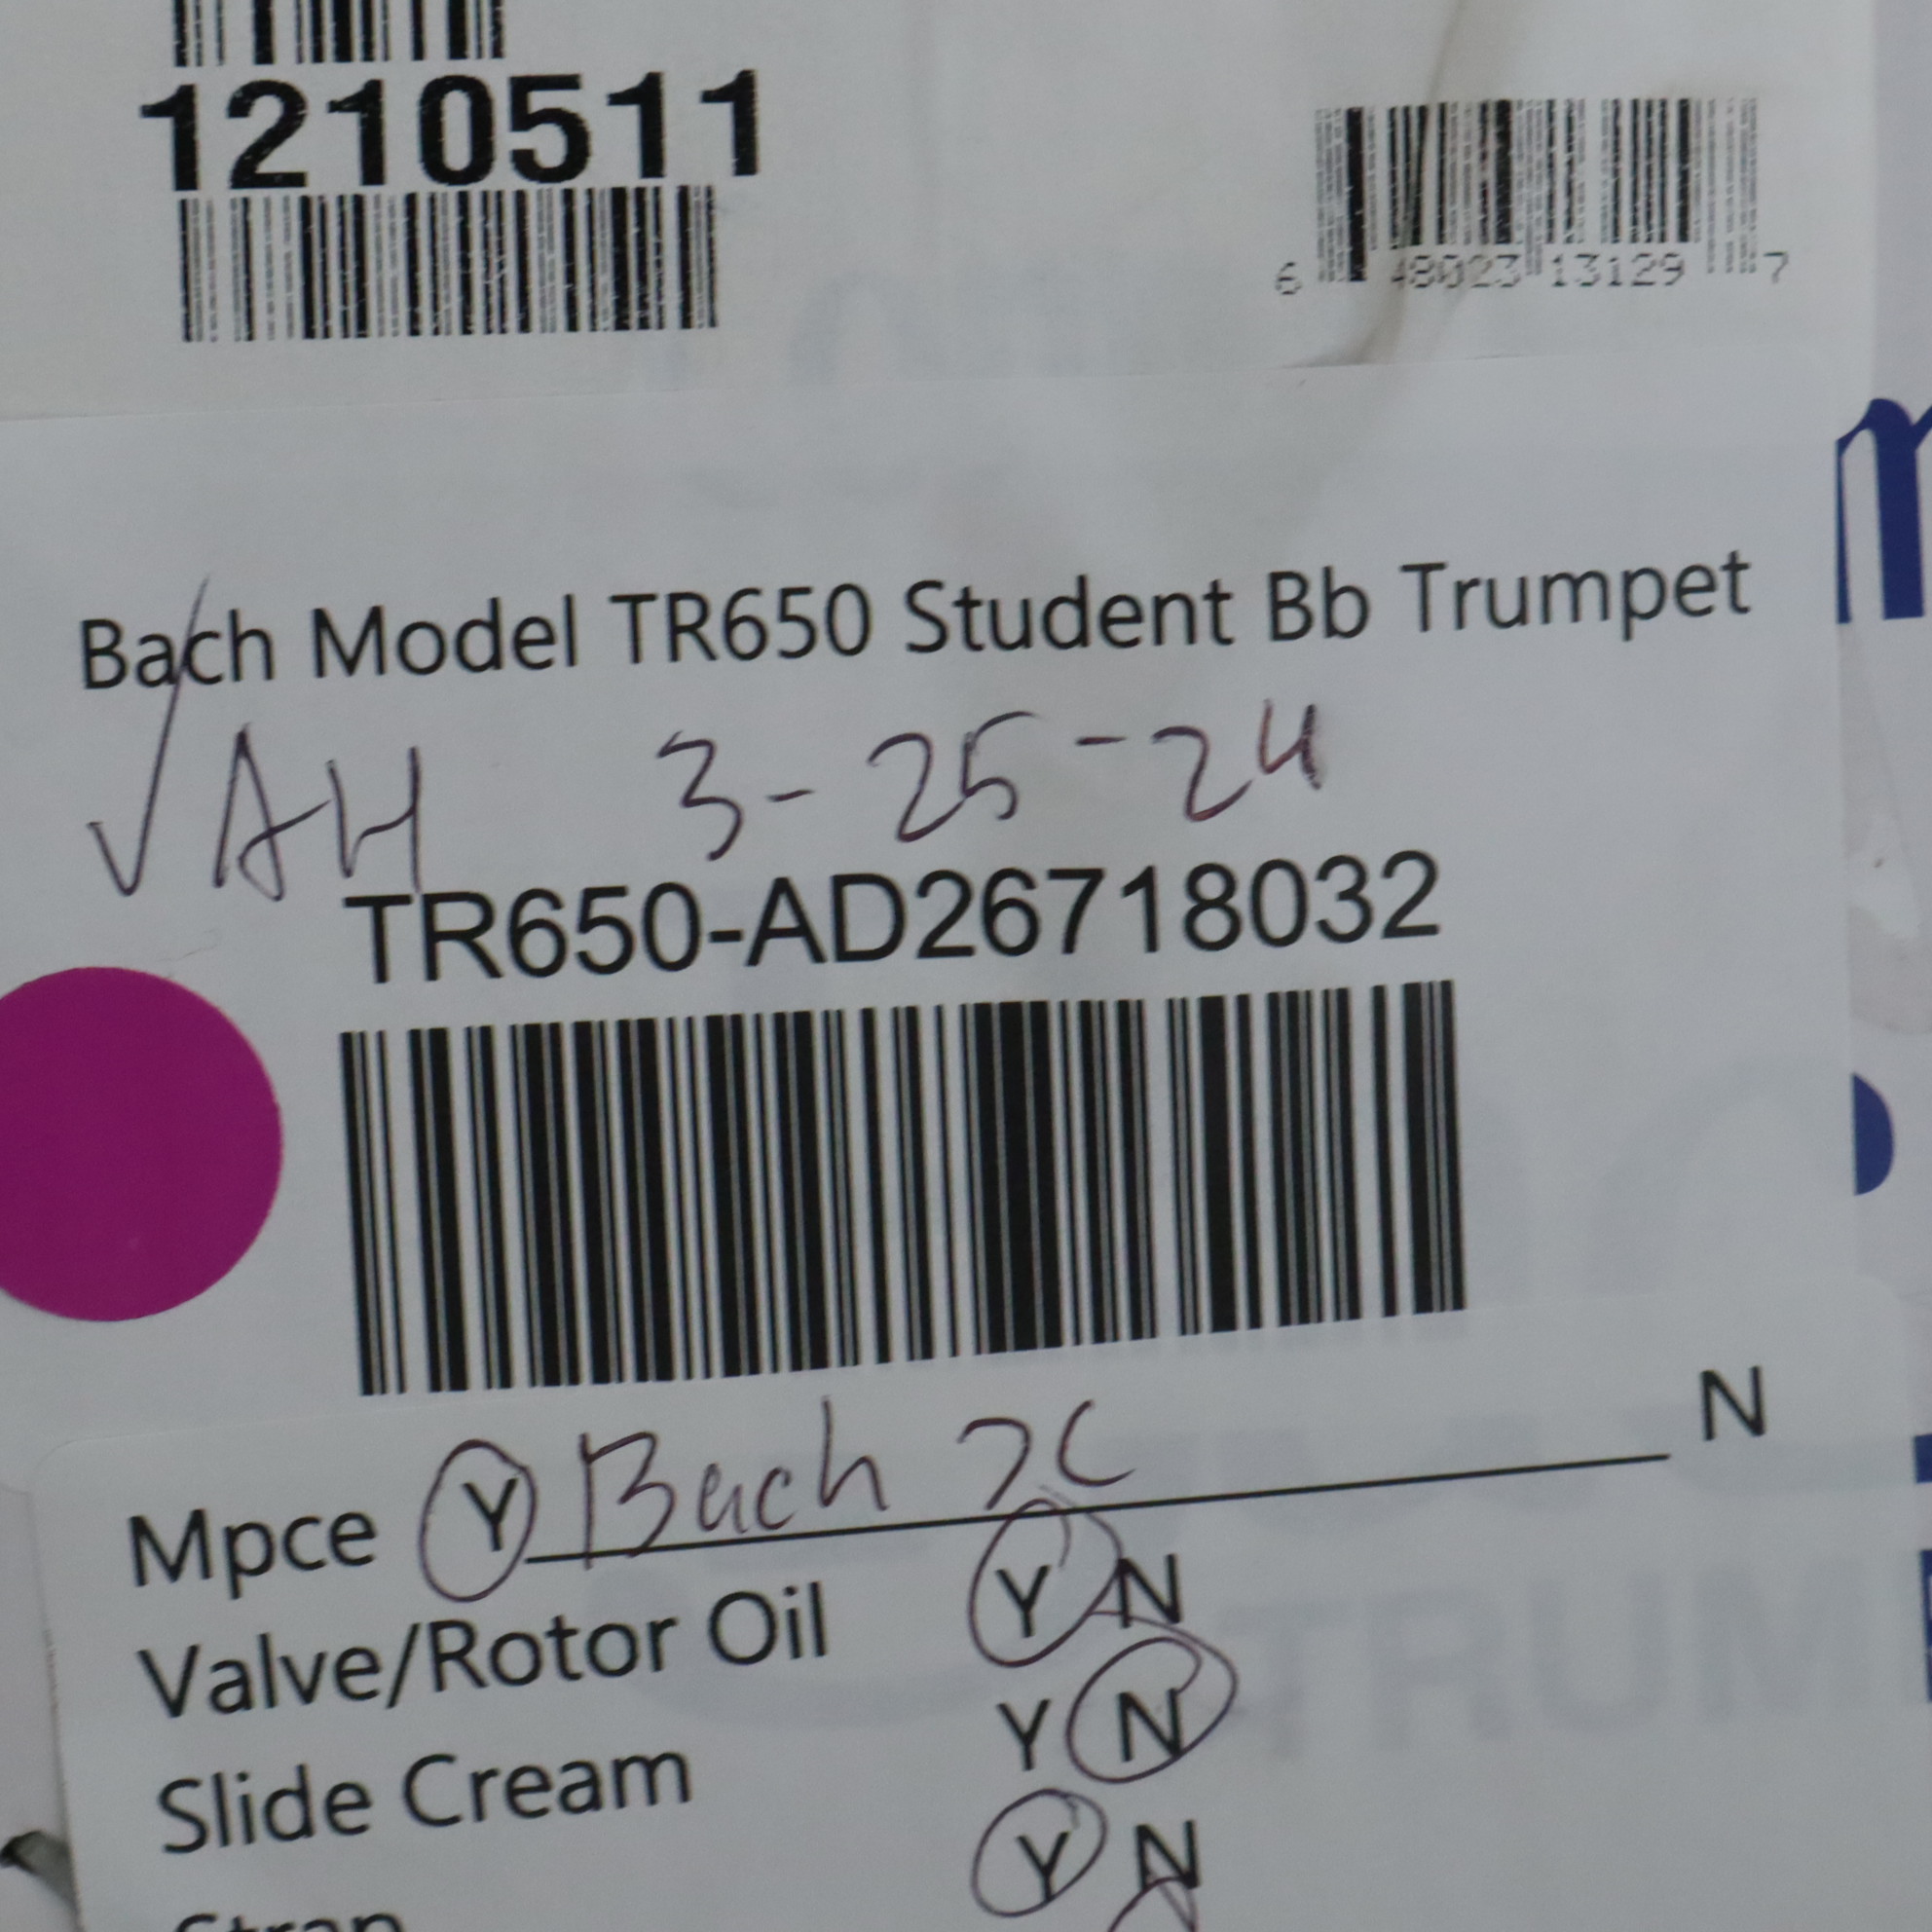 1210511
6 48023 13129 7
Bach Model TR650 Student Bb Trumpet
✓ AH 3-25-24
TR650-AD26718032
Mpce Y Bach 7C N
Valve/Rotor Oil Y N
Slide Cream Y N
Y N